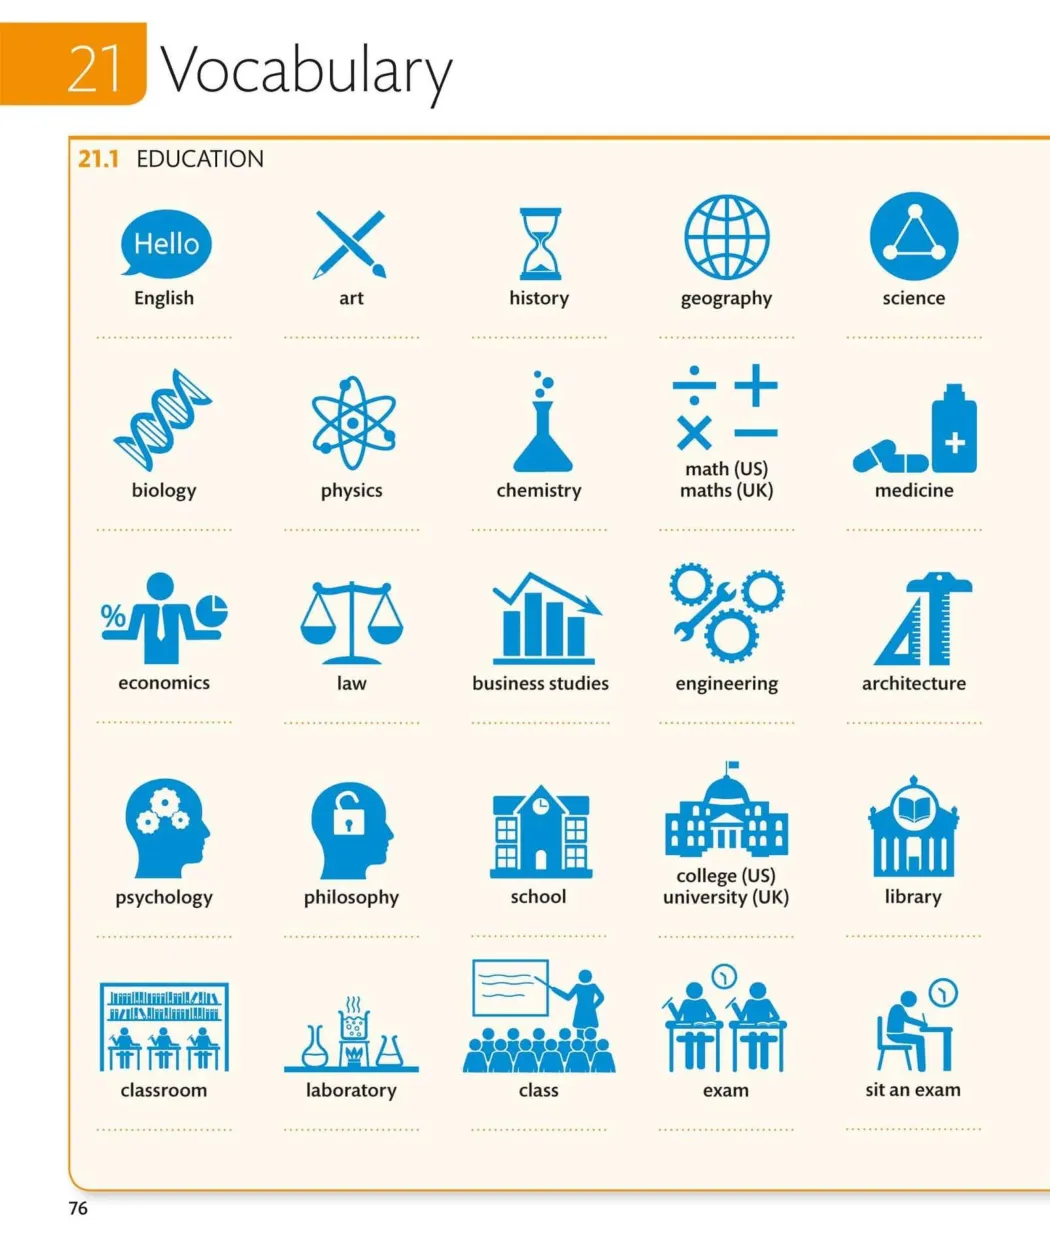 21 Vocabulary
21.1 EDUCATION
Hello
English
art
history
geography
science
biology
physics
chemistry
math (US)
maths (UK)
medicine
%
economics
law
business studies
engineering
architecture
psychology
philosophy
school
college (US)
university (UK)
library
classroom
laboratory
class
exam
sit an exam
76